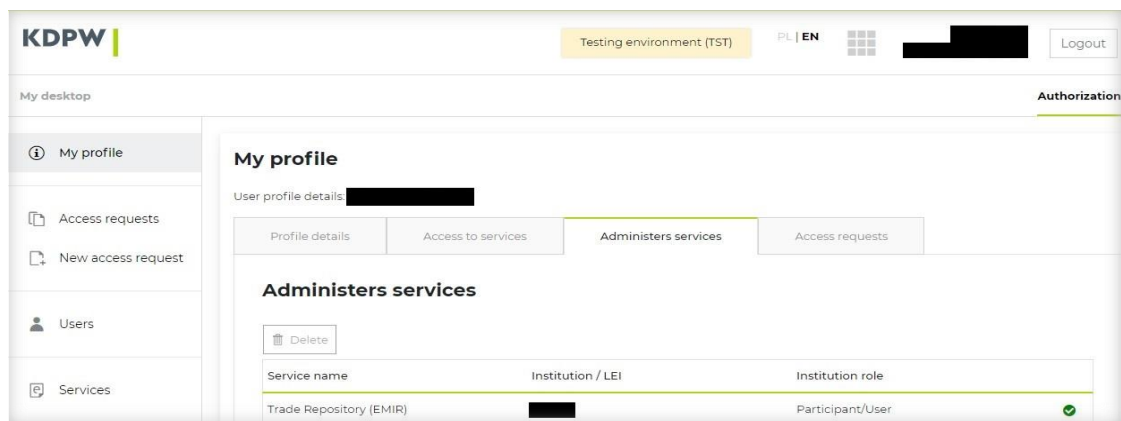 KDPW
Testing environment (TST)
PL | EN
Logout
My desktop
Authorization
My profile
Access requests
New access request
Users
Services
My profile
User profile details:
Profile details
Access to services
Administers services
Access requests
Administers services
Delete
Service name
Institution / LEI
Institution role
Trade Repository (EMIR)
Participant/User